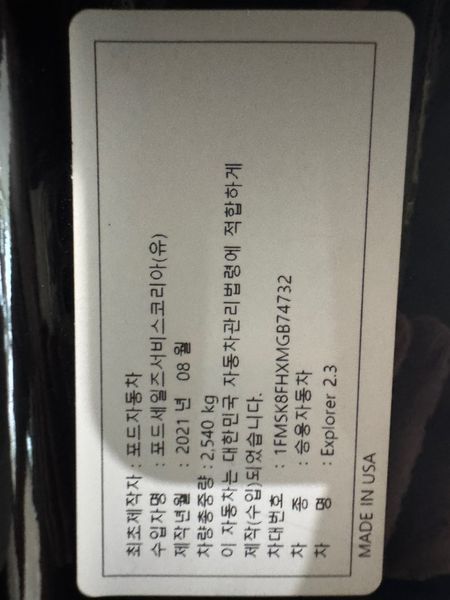 최초제작자 : 포드자동차
수입자명 : 포드세일즈서비스코리아(유)
제작년월 : 2021 년 08 월
차량총중량 : 2,540 kg
이 자동차는 대한민국 자동차관리법령에 적합하게
제작(수입)되었습니다.
차대번호 : 1FMSK8FHXMGB74732
차 종 : 승용자동차
차 명 : Explorer 2.3
MADE IN USA